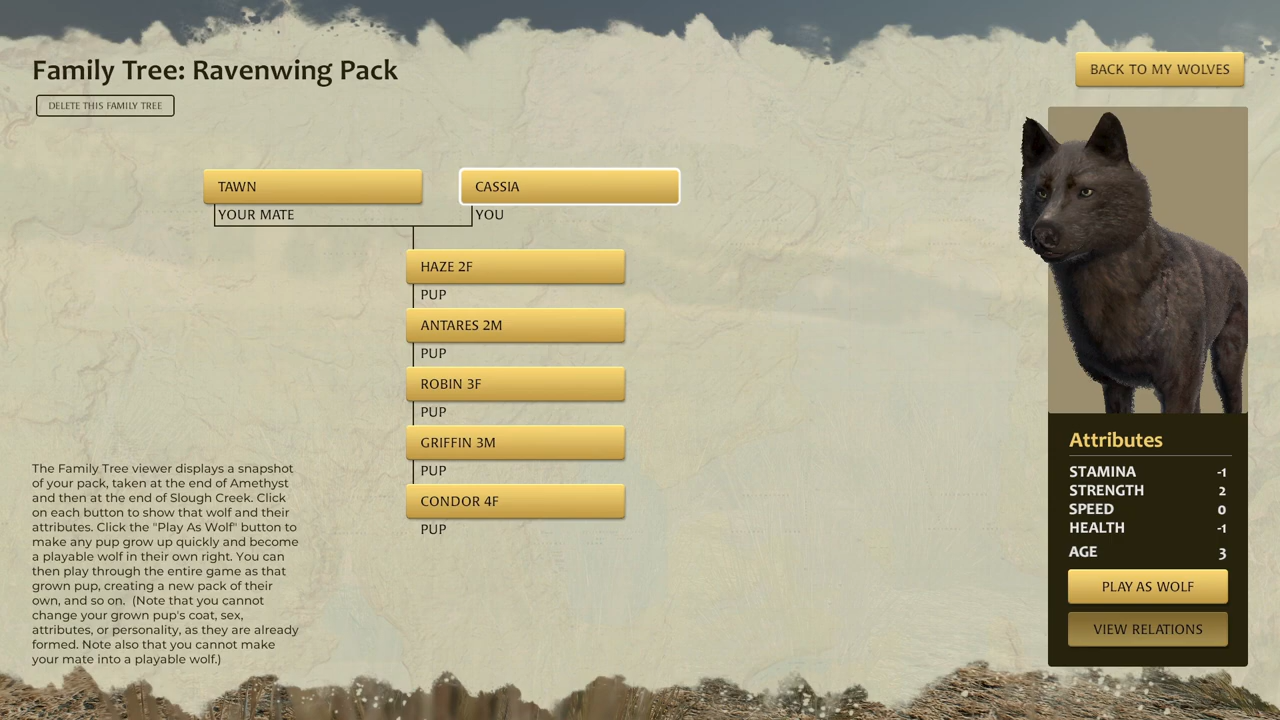 Family Tree: Ravenwing Pack
BACK TO MY WOLVES
DELETE THIS FAMILY TREE
TAWN
CASSIA
YOUR MATE
YOU
HAZE 2F
PUP
ANTARES 2M
PUP
ROBIN 3F
PUP
GRIFFIN 3M
PUP
CONDOR 4F
PUP
The Family Tree viewer displays a snapshot
of your pack, taken at the end of Amethyst
and then at the end of Slough Creek. Click
on each button to show that wolf and their
attributes. Click the "Play As Wolf" button to
make any pup grow up quickly and become
a playable wolf in their own right. You can
then play through the entire game as that
grown pup, creating a new pack of their
own, and so on.  (Note that you cannot
change your grown pup's coat, sex,
attributes, or personality, as they are already
formed. Note also that you cannot make
your mate into a playable wolf.)
Attributes
STAMINA -1
STRENGTH 2
SPEED 0
HEALTH -1
AGE 3
PLAY AS WOLF
VIEW RELATIONS